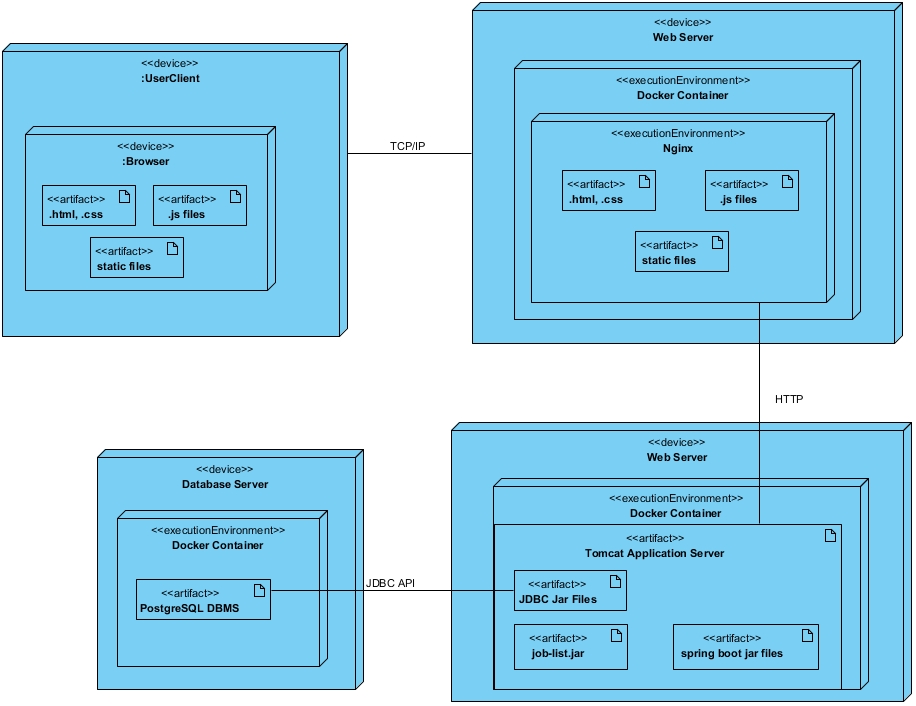 <<device>>
:UserClient
<<device>>
:Browser
<<artifact>>
.html, .css
<<artifact>>
.js files
<<artifact>>
static files
TCP/IP
<<device>>
Web Server
<<executionEnvironment>>
Docker Container
<<executionEnvironment>>
Nginx
<<artifact>>
.html, .css
<<artifact>>
.js files
<<artifact>>
static files
HTTP
<<device>>
Database Server
<<executionEnvironment>>
Docker Container
<<artifact>>
PostgreSQL DBMS
JDBC API
<<device>>
Web Server
<<executionEnvironment>>
Docker Container
<<artifact>>
Tomcat Application Server
<<artifact>>
JDBC Jar Files
<<artifact>>
job-list.jar
<<artifact>>
spring boot jar files